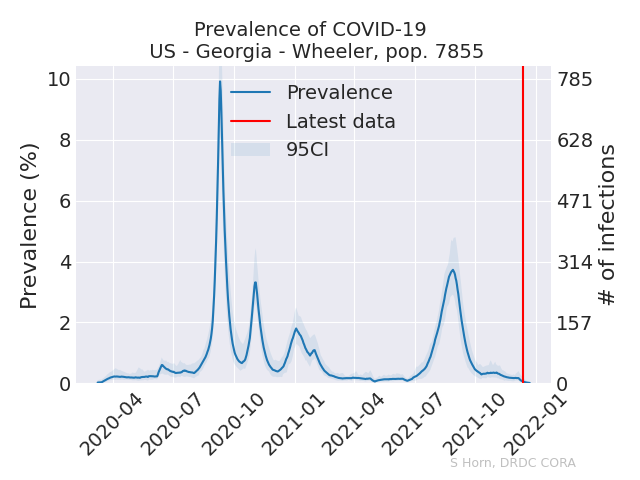 Prevalence of COVID-19
US - Georgia - Wheeler, pop. 7855
Prevalence (%)
10
8
6
4
2
0
Prevalence
Latest data
95CI
785
628
471
314
157
0
# of infections
2020-04
2020-07
2020-10
2021-01
2021-04
2021-07
2021-10
2022-01
S Horn, DRDC CORA